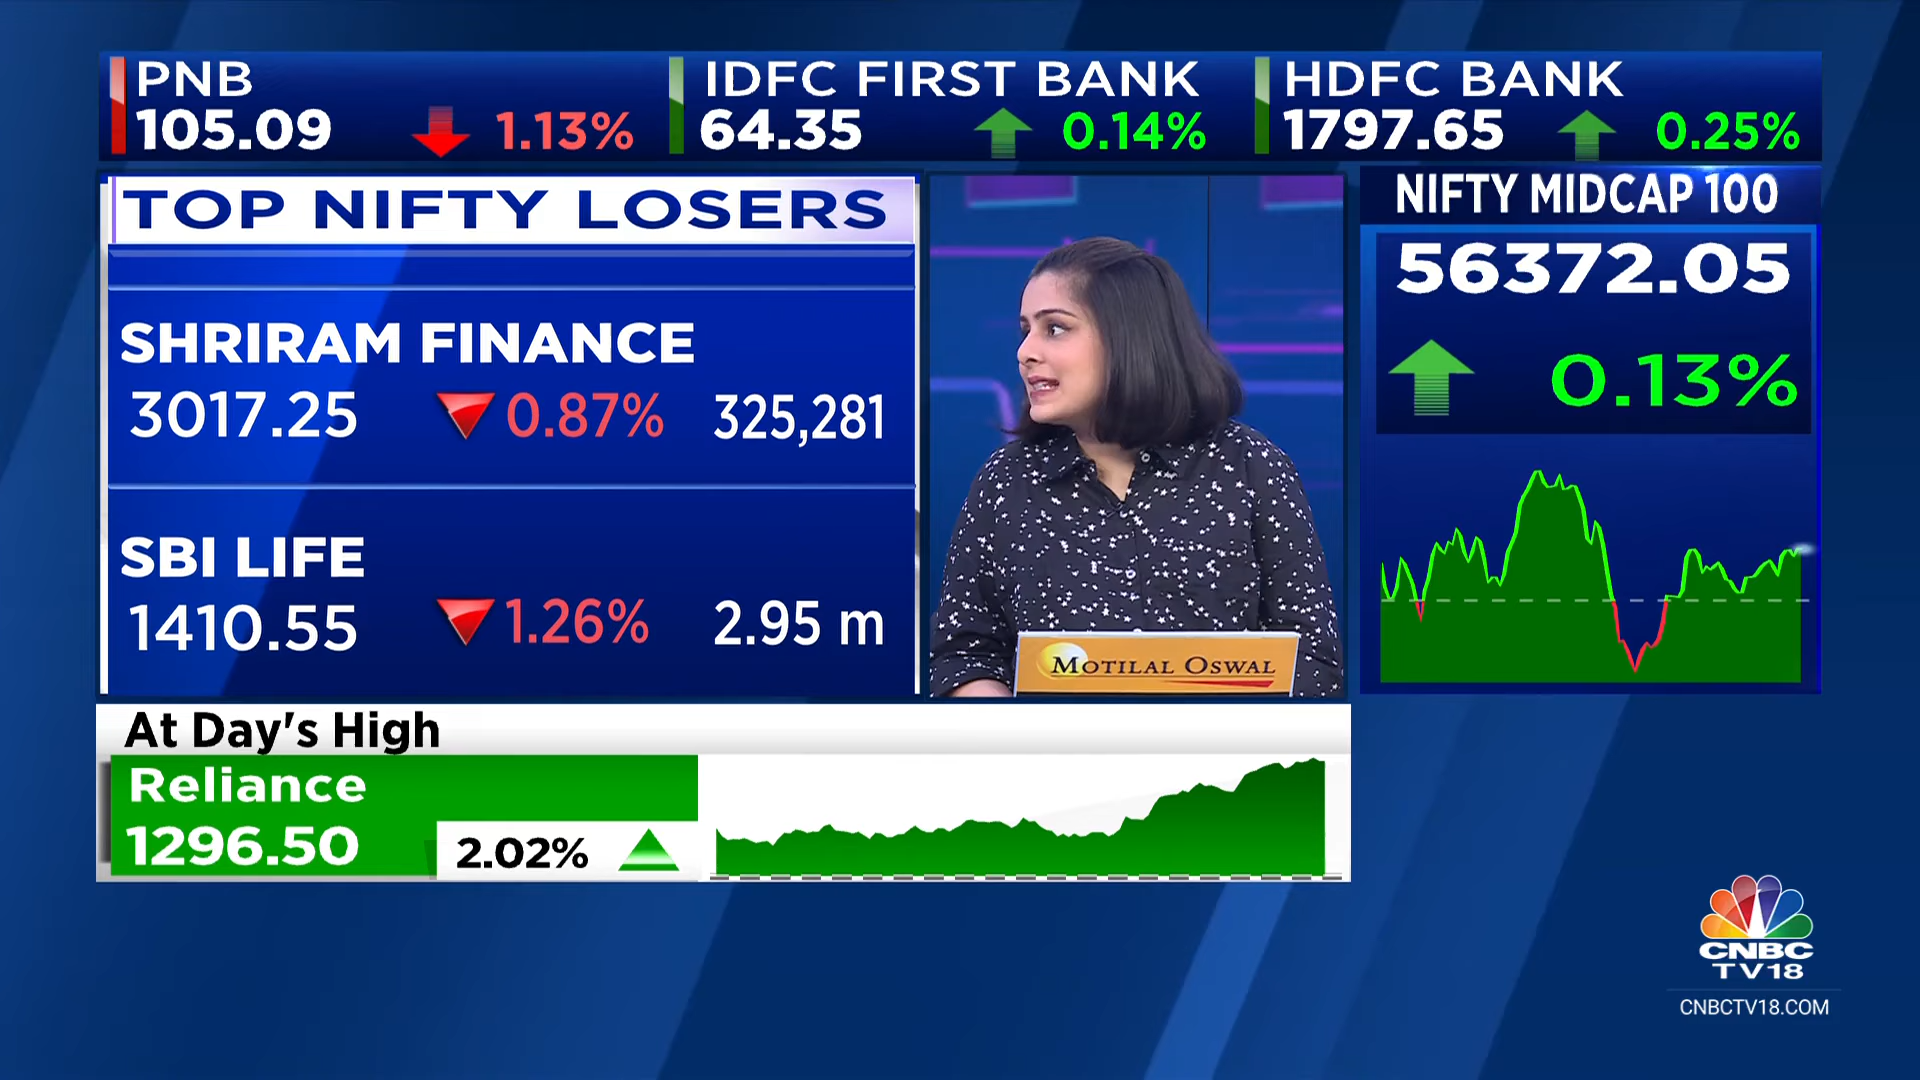 PNB
105.09 1.13%
IDFC FIRST BANK
64.35 0.14%
HDFC BANK
1797.65 0.25%
TOP NIFTY LOSERS
SHRIRAM FINANCE
3017.25 0.87% 325,281
SBI LIFE
1410.55 1.26% 2.95 m
MOTILAL OSWAL
NIFTY MIDCAP 100
56372.05
0.13%
At Day's High
Reliance
1296.50 2.02%
CNBC
TV18
CNBCTV18.COM